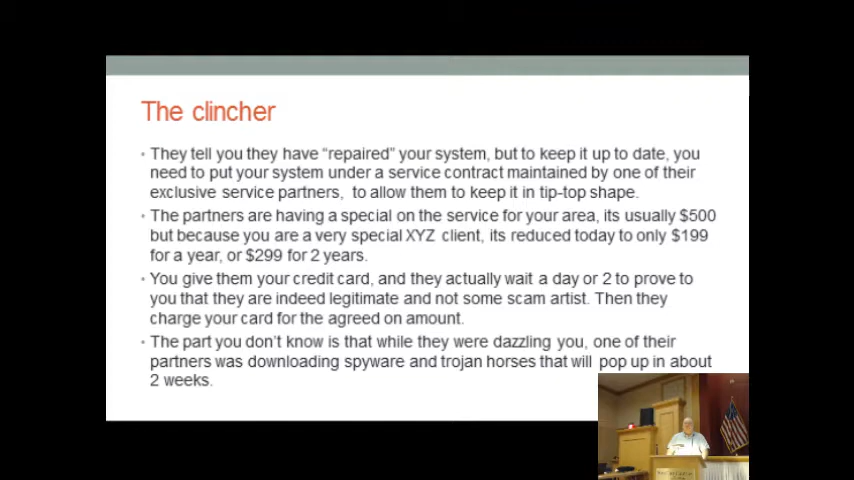 The clincher
• They tell you they have “repaired” your system, but to keep it up to date, you
need to put your system under a service contract maintained by one of their
exclusive service partners, to allow them to keep it in tip-top shape.
• The partners are having a special on the service for your area, its usually $500
but because you are a very special XYZ client, its reduced today to only $199
for a year, or $299 for 2 years.
• You give them your credit card, and they actually wait a day or 2 to prove to
you that they are indeed legitimate and not some scam artist. Then they
charge your card for the agreed on amount.
• The part you don’t know is that while they were dazzling you, one of their
partners was downloading spyware and trojan horses that will pop up in about
2 weeks.